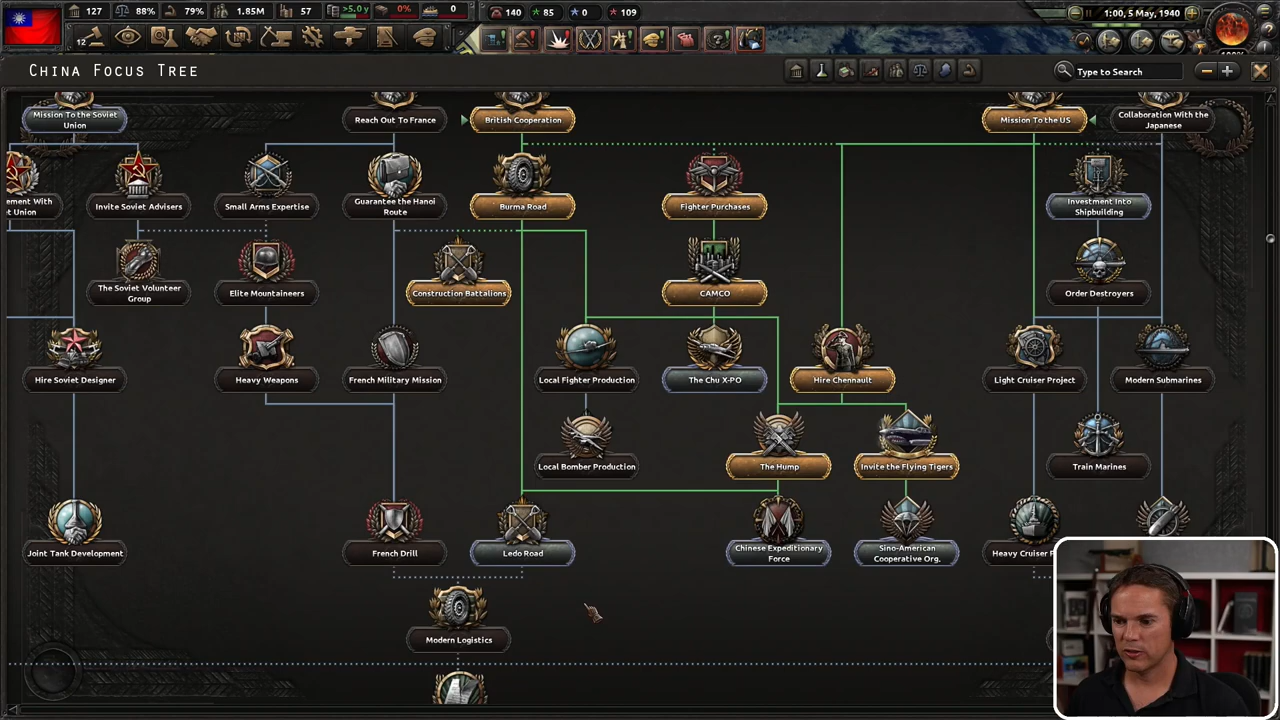 127
88%
79%
1.85M
57
>5.0 y
0%
0
140
85
0
109
1:00, 5 May, 1940
12
100%
China Focus Tree
Type to Search
Mission To the Soviet
Union
Reach Out To France
British Cooperation
Mission To the US
Collaboration With the
Japanese
ement With
et Union
Invite Soviet Advisers
Small Arms Expertise
Guarantee the Hanoi
Route
Burma Road
Fighter Purchases
Investment Into
Shipbuilding
The Soviet Volunteer
Group
Elite Mountaineers
Construction Battalions
CAMCO
Order Destroyers
Hire Soviet Designer
Heavy Weapons
French Military Mission
Local Fighter Production
The Chu X-PO
Hire Chennault
Light Cruiser Project
Modern Submarines
Local Bomber Production
The Hump
Invite the Flying Tigers
Train Marines
Joint Tank Development
French Drill
Ledo Road
Chinese Expeditionary
Force
Sino-American
Cooperative Org.
Heavy Cruiser
Modern Logistics